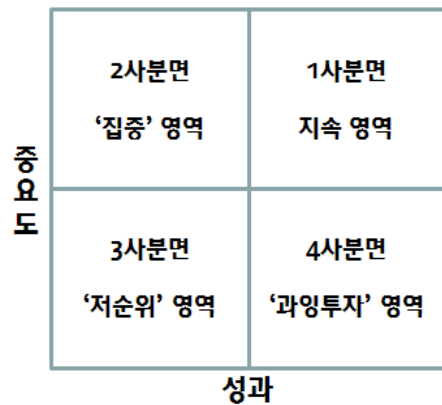 2사분면
‘집중’ 영역
1사분면
지속 영역
중요도
3사분면
‘저순위’ 영역
4사분면
‘과잉투자’ 영역
성과